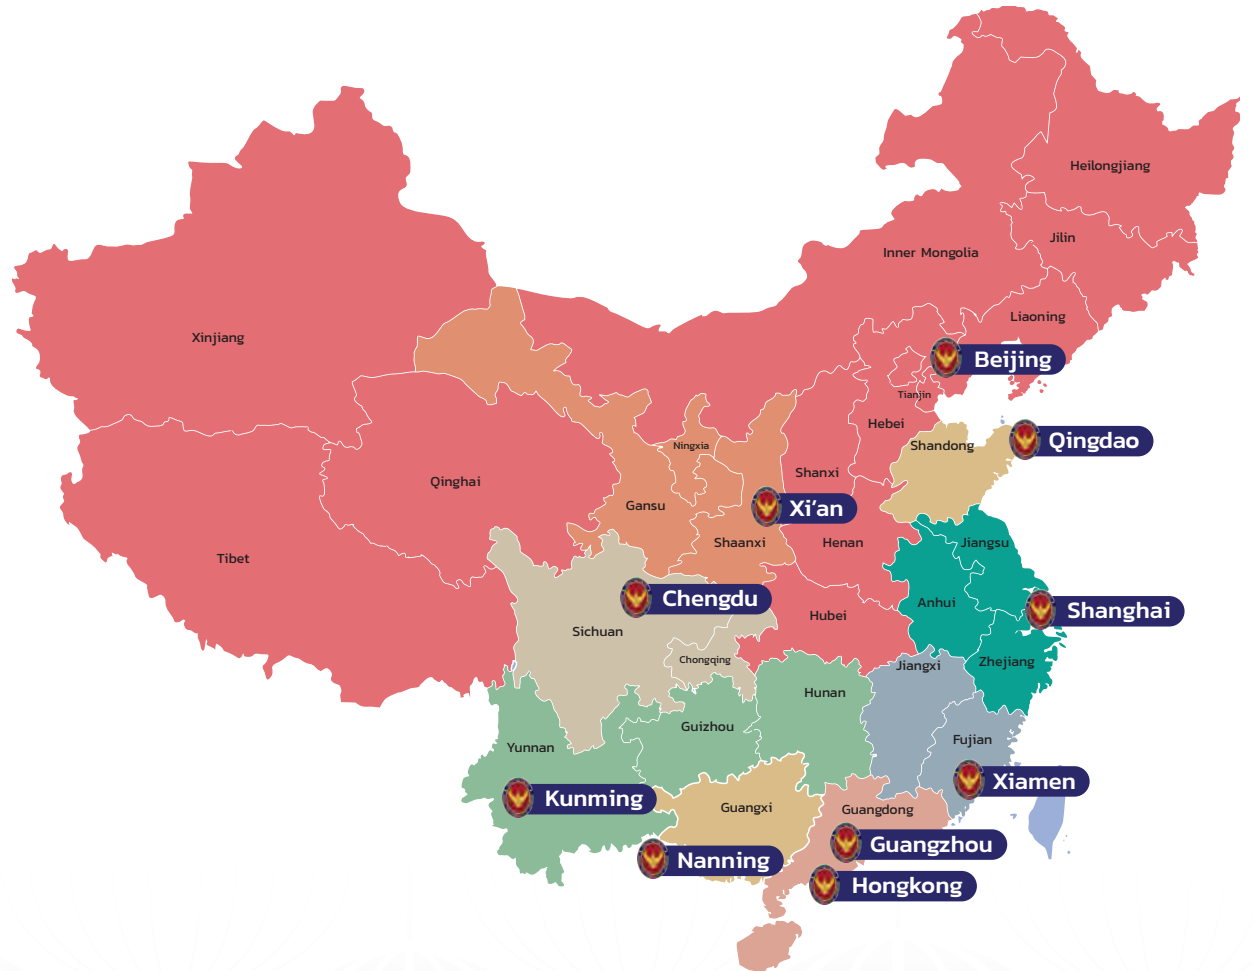 Heilongjiang
Jilin
Inner Mongolia
Liaoning
Xinjiang
Beijing
Tianjin
Hebei
Qingdao
Shandong
Ningxia
Shanxi
Qinghai
Gansu
Xi'an
Shaanxi
Henan
Jiangsu
Tibet
Chengdu
Anhui
Shanghai
Hubei
Sichuan
Chongqing
Zhejiang
Jiangxi
Hunan
Guizhou
Fujian
Yunnan
Xiamen
Kunming
Guangxi
Guangdong
Guangzhou
Nanning
Hongkong